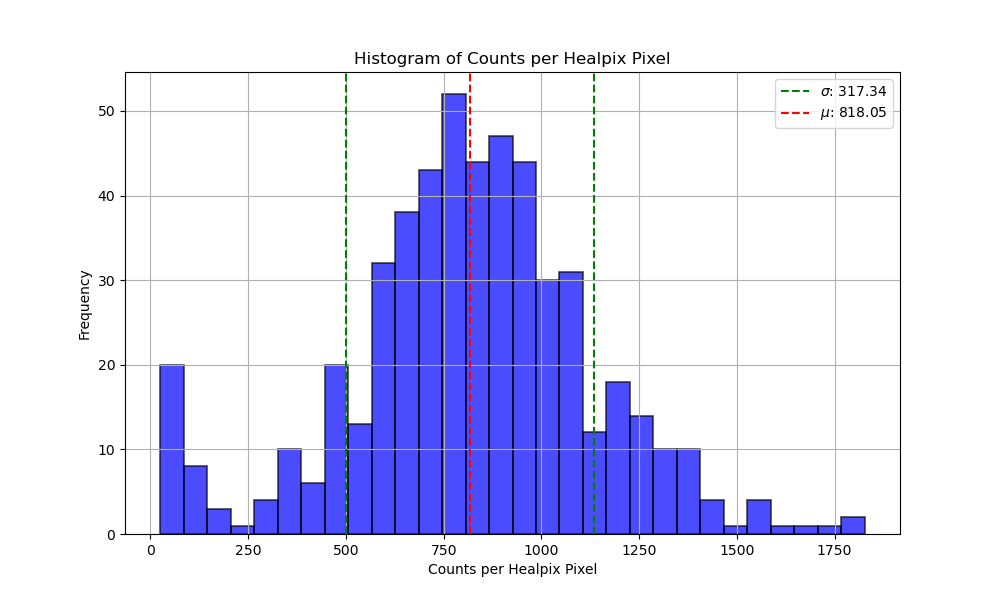 Histogram of Counts per Healpix Pixel
σ: 317.34
μ: 818.05
Frequency
50
40
30
20
10
0
0 250 500 750 1000 1250 1500 1750
Counts per Healpix Pixel